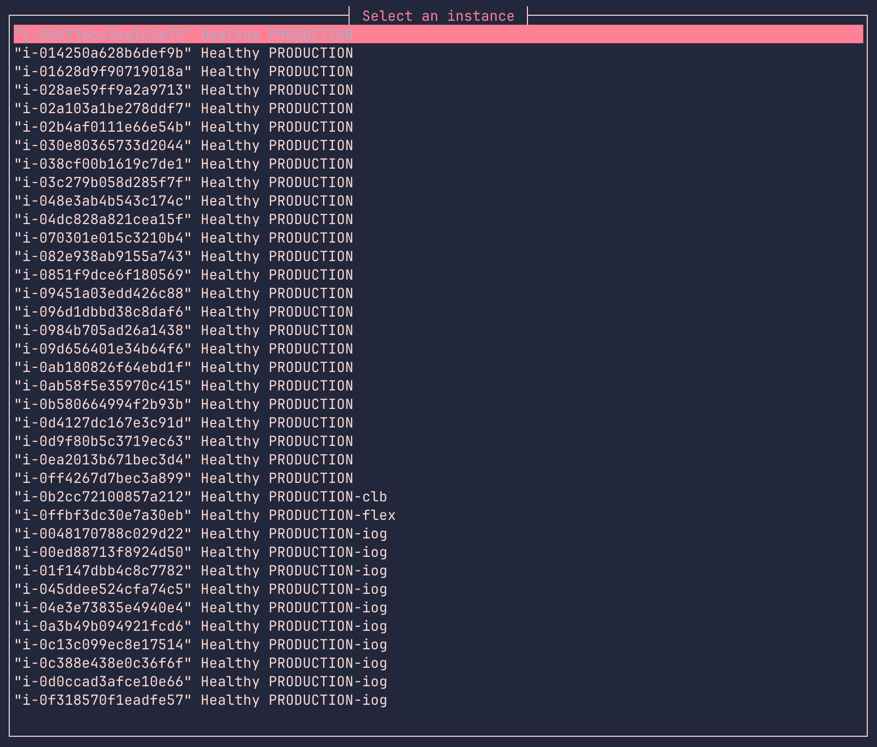 Select an instance
Healthy PRODUCTION
"i-014250a628b6def9b" Healthy PRODUCTION
"i-01628d9f90719018a" Healthy PRODUCTION
"i-028ae59ff9a2a9713" Healthy PRODUCTION
"i-02a103a1be278ddf7" Healthy PRODUCTION
"i-02b4af0111e66e54b" Healthy PRODUCTION
"i-030e80365733d2044" Healthy PRODUCTION
"i-038cf00b1619c7de1" Healthy PRODUCTION
"i-03c279b058d285f7f" Healthy PRODUCTION
"i-048e3ab4b543c174c" Healthy PRODUCTION
"i-04dc828a821cea15f" Healthy PRODUCTION
"i-070301e015c3210b4" Healthy PRODUCTION
"i-082e938ab9155a743" Healthy PRODUCTION
"i-0851f9dce6f180569" Healthy PRODUCTION
"i-09451a03edd426c88" Healthy PRODUCTION
"i-096d1dbbd38c8daf6" Healthy PRODUCTION
"i-0984b705ad26a1438" Healthy PRODUCTION
"i-09d656401e34b64f6" Healthy PRODUCTION
"i-0ab180826f64ebd1f" Healthy PRODUCTION
"i-0ab58f5e35970c415" Healthy PRODUCTION
"i-0b580664994f2b93b" Healthy PRODUCTION
"i-0d4127dc167e3c91d" Healthy PRODUCTION
"i-0d9f80b5c3719ec63" Healthy PRODUCTION
"i-0ea2013b671bec3d4" Healthy PRODUCTION
"i-0ff4267d7bec3a899" Healthy PRODUCTION
"i-0b2cc72100857a212" Healthy PRODUCTION-clb
"i-0ffbf3dc30e7a30eb" Healthy PRODUCTION-flex
"i-0048170788c029d22" Healthy PRODUCTION-iog
"i-00ed88713f8924d50" Healthy PRODUCTION-iog
"i-01f147dbb4c8c7782" Healthy PRODUCTION-iog
"i-045ddee524cfa74c5" Healthy PRODUCTION-iog
"i-04e3e73835e4940e4" Healthy PRODUCTION-iog
"i-0a3b49b094921fcd6" Healthy PRODUCTION-iog
"i-0c13c099ec8e17514" Healthy PRODUCTION-iog
"i-0c388e438e0c36f6f" Healthy PRODUCTION-iog
"i-0d0ccad3afce10e66" Healthy PRODUCTION-iog
"i-0f318570f1eadfe57" Healthy PRODUCTION-iog